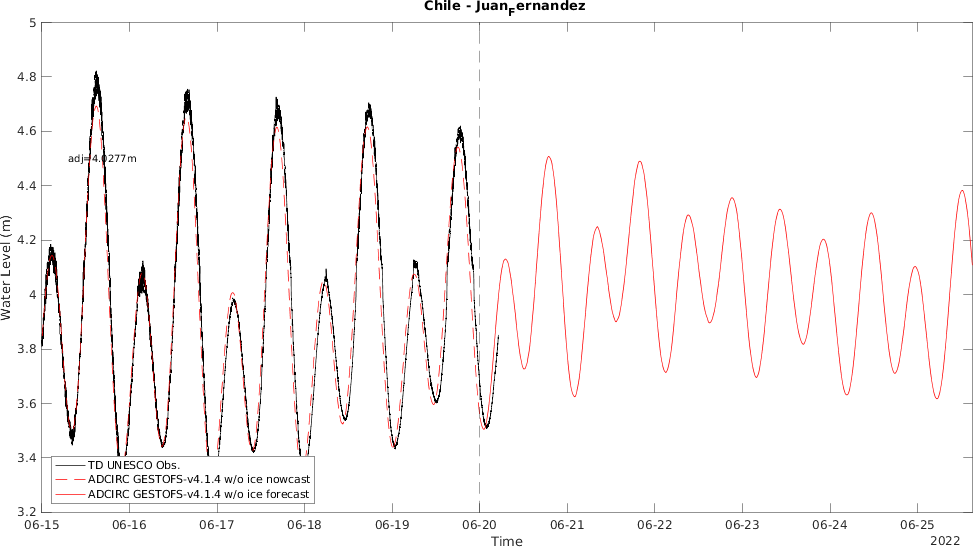 Chile - Juan_Fernandez
5
4.8
4.6
4.4
4.2
4
3.8
3.6
3.4
3.2
Water Level (m)
adj=4.0277m
TD UNESCO Obs.
ADCIRC GESTOFS-v4.1.4 w/o ice nowcast
ADCIRC GESTOFS-v4.1.4 w/o ice forecast
06-15 06-16 06-17 06-18 06-19 06-20 06-21 06-22 06-23 06-24 06-25
Time
2022